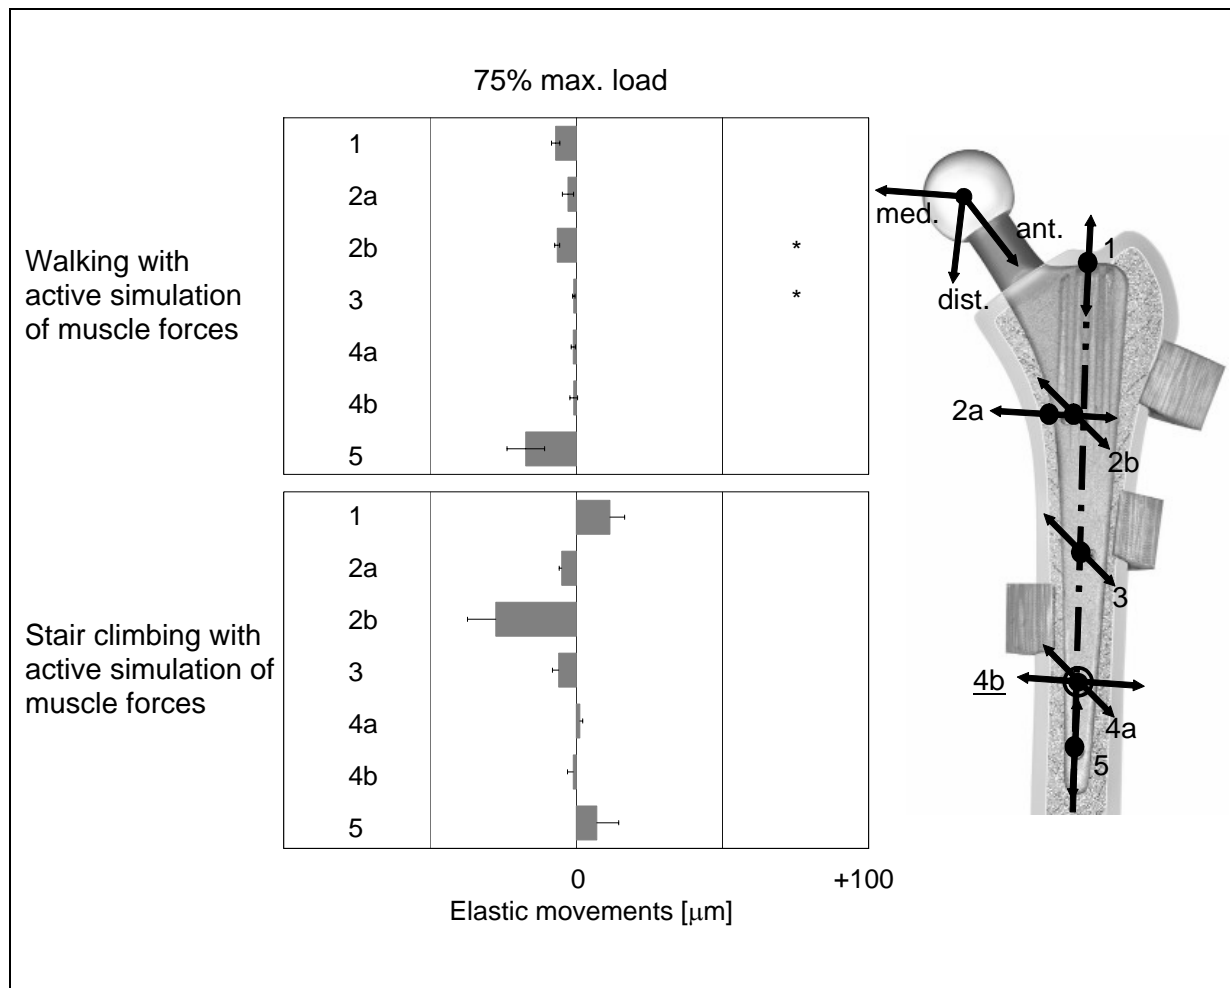 75% max. load
Walking with
active simulation
of muscle forces
1
2a
2b
*
3
*
4a
4b
5
Stair climbing with
active simulation of
muscle forces
1
2a
2b
3
4a
4b
5
0
+100
Elastic movements [μm]
med.
ant.
dist.
1
2a
2b
3
4b
4a
5